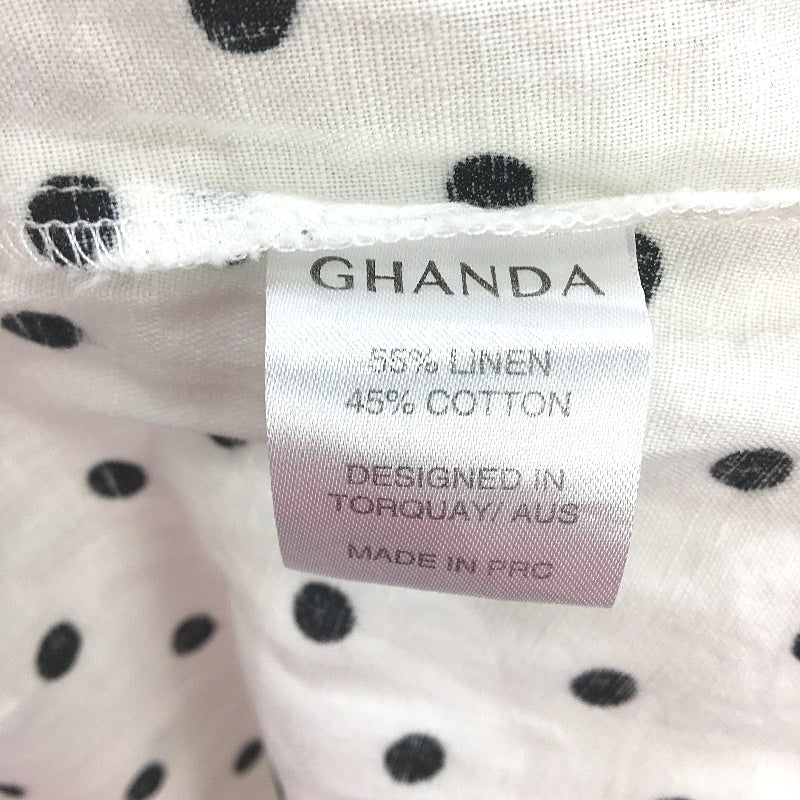 GHANDA
55% LINEN
45% COTTON
DESIGNED IN
TORQUAY/ AUS
MADE IN PRC